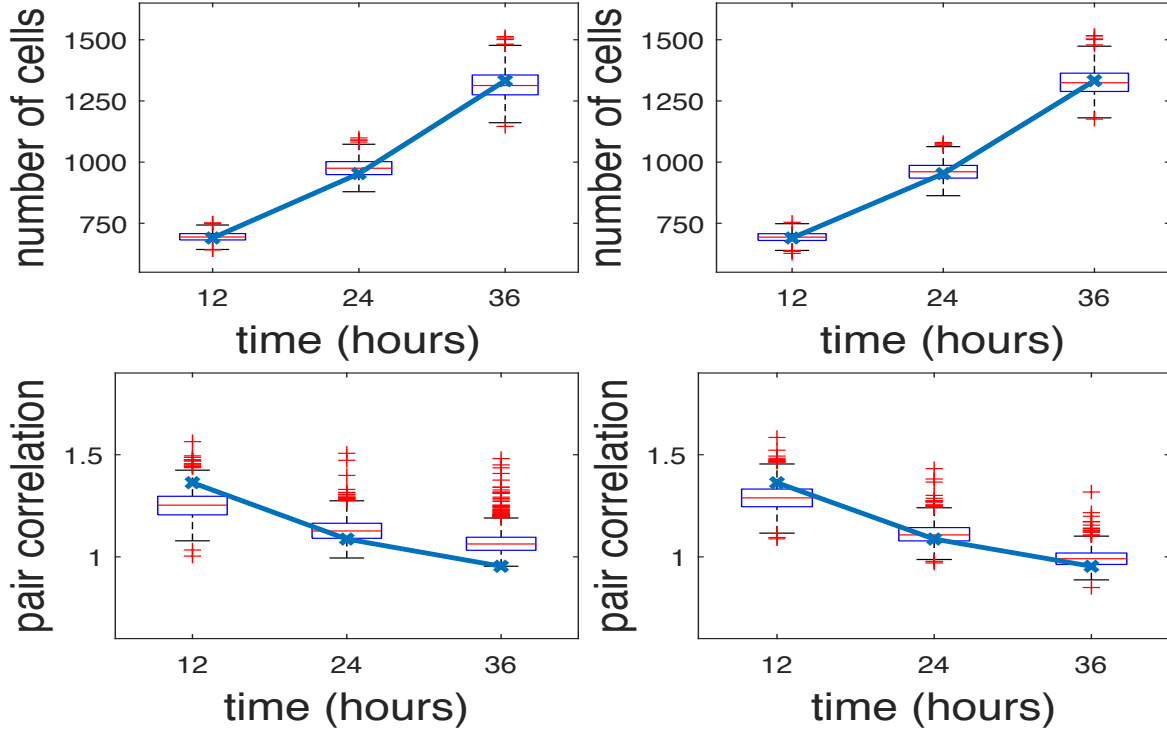 number of cells
1500
1250
1000
750
12 24 36
time (hours)
number of cells
1500
1250
1000
750
12 24 36
time (hours)
pair correlation
1.5
1
12 24 36
time (hours)
pair correlation
1.5
1
12 24 36
time (hours)